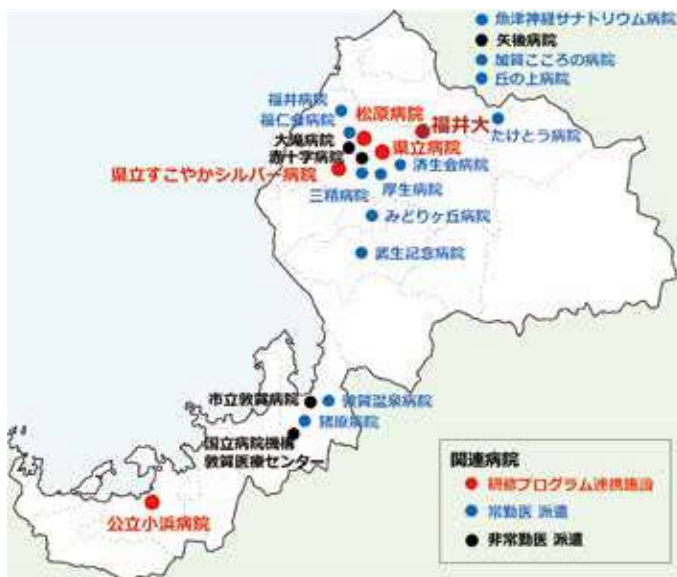 魚津神経サナトリウム病院
矢後病院
加賀こころの病院
丘の上病院
福井病院
福仁会病院
松原病院
福井大
たけとう病院
大滝病院
赤十字病院
県立病院
済生会病院
県立すこやかシルバー病院
三精病院
厚生病院
みどりヶ丘病院
武生記念病院
市立敦賀病院
敦賀温泉病院
猪原病院
国立病院機構
敦賀医療センター
公立小浜病院
関連病院
研修プログラム連携施設
常勤医 派遣
非常勤医 派遣